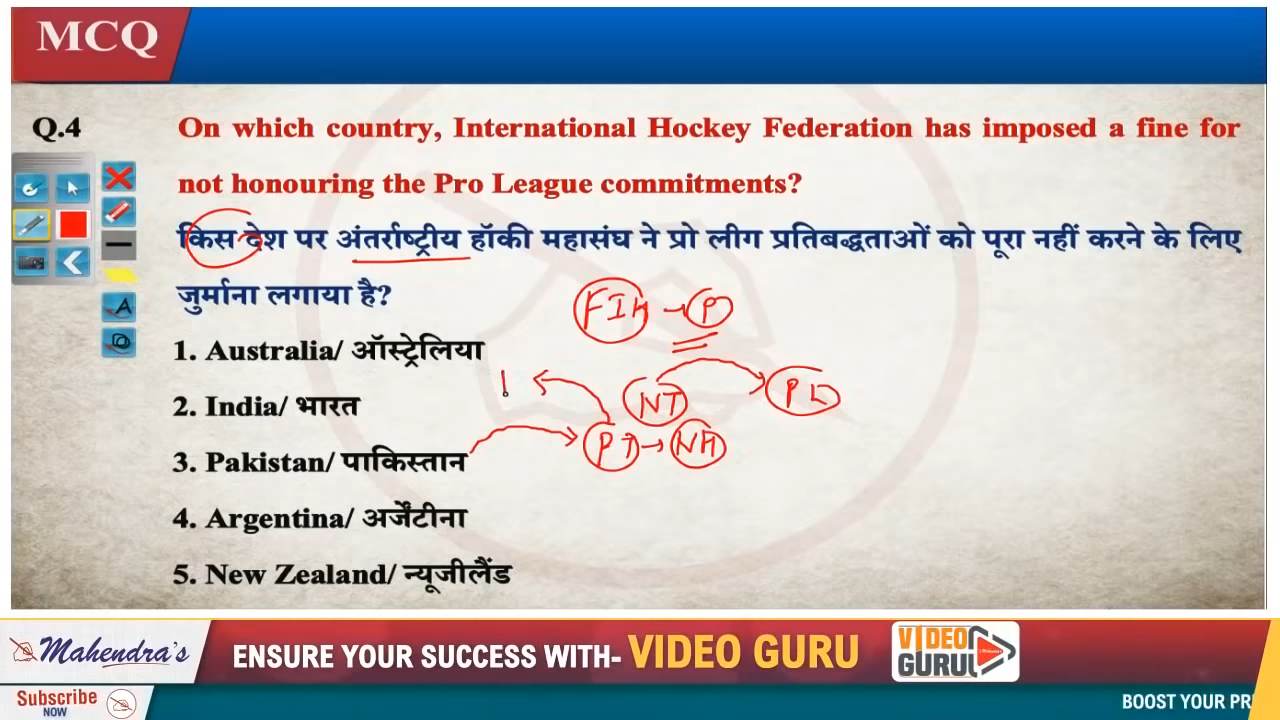 MCQ
Q.4 On which country, International Hockey Federation has imposed a fine for
not honouring the Pro League commitments?
किस देश पर अंतर्राष्ट्रीय हॉकी महासंघ ने प्रो लीग प्रतिबद्धताओं को पूरा नहीं करने के लिए
जुर्माना लगाया है?
FIH → P
1. Australia/ ऑस्ट्रेलिया
NT PL
2. India/ भारत
3. Pakistan/ पाकिस्तान
4. Argentina/ अर्जेंटीना
5. New Zealand/ न्यूजीलैंड
Mahendra's
ENSURE YOUR SUCCESS WITH- VIDEO GURU
VIDEO
GURU
Subscribe
NOW
BOOST YOUR